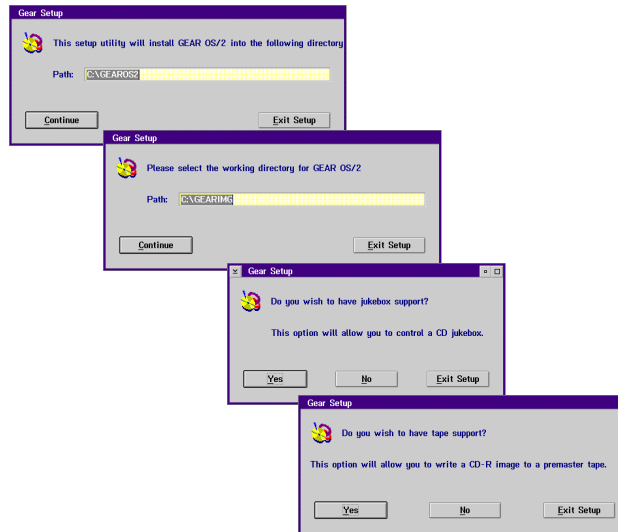 Gear Setup
This setup utility will install GEAR OS/2 into the following directory
Path: C:\GEAROS2
Continue Exit Setup
Gear Setup
Please select the working directory for GEAR OS/2
Path: C:\GEARIMG
Continue Exit Setup
Gear Setup
Do you wish to have jukebox support?
This option will allow you to control a CD jukebox.
Yes No Exit Setup
Gear Setup
Do you wish to have tape support?
This option will allow you to write a CD-R image to a premaster tape.
Yes No Exit Setup